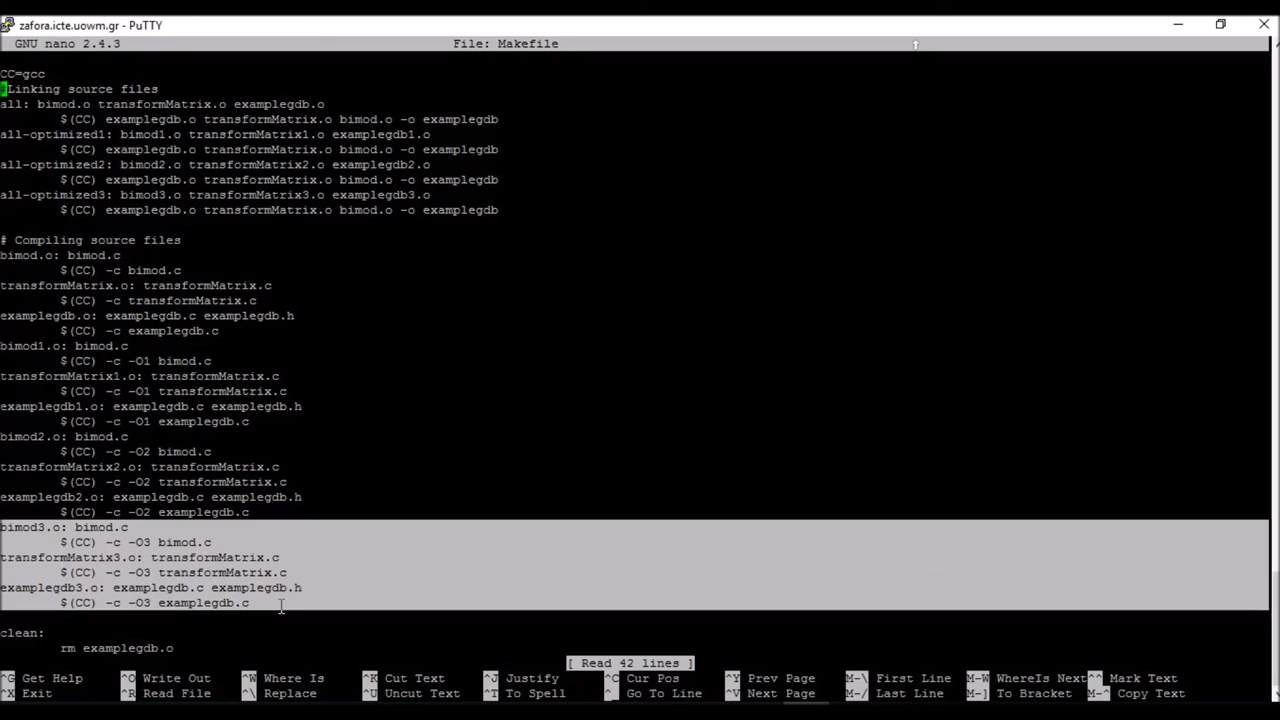 zafora.icte.uowm.gr - PuTTY
GNU nano 2.4.3 File: Makefile
CC=gcc
#Linking source files
all: bimod.o transformMatrix.o examplegdb.o
$(CC) examplegdb.o transformMatrix.o bimod.o -o examplegdb
all-optimized1: bimod1.o transformMatrix1.o examplegdb1.o
$(CC) examplegdb.o transformMatrix.o bimod.o -o examplegdb
all-optimized2: bimod2.o transformMatrix2.o examplegdb2.o
$(CC) examplegdb.o transformMatrix.o bimod.o -o examplegdb
all-optimized3: bimod3.o transformMatrix3.o examplegdb3.o
$(CC) examplegdb.o transformMatrix.o bimod.o -o examplegdb
# Compiling source files
bimod.o: bimod.c
$(CC) -c bimod.c
transformMatrix.o: transformMatrix.c
$(CC) -c transformMatrix.c
examplegdb.o: examplegdb.c examplegdb.h
$(CC) -c examplegdb.c
bimod1.o: bimod.c
$(CC) -c -O1 bimod.c
transformMatrix1.o: transformMatrix.c
$(CC) -c -O1 transformMatrix.c
examplegdb1.o: examplegdb.c examplegdb.h
$(CC) -c -O1 examplegdb.c
bimod2.o: bimod.c
$(CC) -c -O2 bimod.c
transformMatrix2.o: transformMatrix.c
$(CC) -c -O2 transformMatrix.c
examplegdb2.o: examplegdb.c examplegdb.h
$(CC) -c -O2 examplegdb.c
bimod3.o: bimod.c
$(CC) -c -O3 bimod.c
transformMatrix3.o: transformMatrix.c
$(CC) -c -O3 transformMatrix.c
examplegdb3.o: examplegdb.c examplegdb.h
$(CC) -c -O3 examplegdb.c
clean:
rm examplegdb.o
[ Read 42 lines ]
^G Get Help ^O Write Out ^W Where Is ^K Cut Text ^J Justify ^C Cur Pos ^Y Prev Page M-\ First Line M-W WhereIs Next ^^ Mark Text
^X Exit ^R Read File ^\ Replace ^U Uncut Text ^T To Spell ^_ Go To Line ^V Next Page M-/ Last Line M-] To Bracket M-^ Copy Text